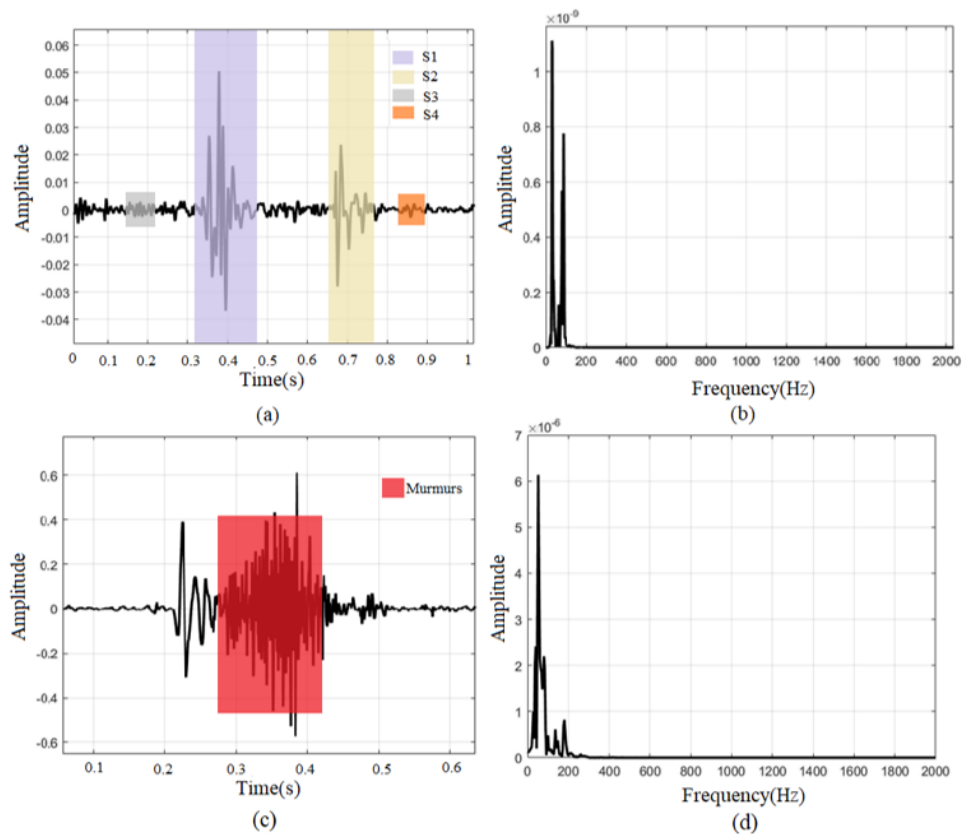 0.06
0.05
0.04
0.03
0.02
0.01
0
-0.01
-0.02
-0.03
-0.04
Amplitude
S1
S2
S3
S4
0 0.1 0.2 0.3 0.4 0.5 0.6 0.7 0.8 0.9 1
Time(s)
(a)
×10⁻⁹
1
0.9
0.6
0.3
0
Amplitude
0 200 400 600 800 1000 1200 1400 1600 1800 2000
Frequency(Hz)
(b)
0.6
0.4
0.2
0
-0.2
-0.4
-0.6
Amplitude
Murmurs
0.1 0.2 0.3 0.4 0.5 0.6
Time(s)
(c)
×10⁻⁶
7
6
5
4
3
2
1
0
Amplitude
0 200 400 600 800 1000 1200 1400 1600 1800 2000
Frequency(Hz)
(d)